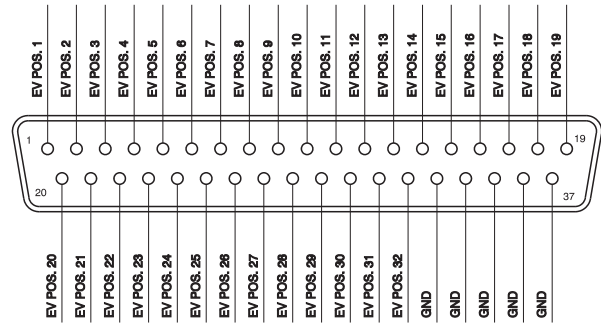 EV POS. 1
EV POS. 2
EV POS. 3
EV POS. 4
EV POS. 5
EV POS. 6
EV POS. 7
EV POS. 8
EV POS. 9
EV POS. 10
EV POS. 11
EV POS. 12
EV POS. 13
EV POS. 14
EV POS. 15
EV POS. 16
EV POS. 17
EV POS. 18
EV POS. 19
1
19
20
37
EV POS. 20
EV POS. 21
EV POS. 22
EV POS. 23
EV POS. 24
EV POS. 25
EV POS. 26
EV POS. 27
EV POS. 28
EV POS. 29
EV POS. 30
EV POS. 31
EV POS. 32
GND
GND
GND
GND
GND